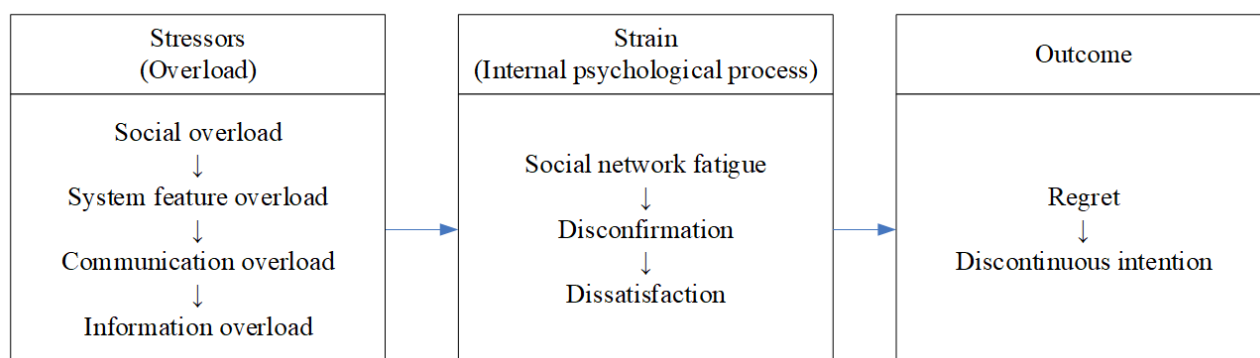 Stressors
(Overload)
Social overload
↓
System feature overload
↓
Communication overload
↓
Information overload
Strain
(Internal psychological process)
Social network fatigue
↓
Disconfirmation
↓
Dissatisfaction
Outcome
Regret
↓
Discontinuous intention